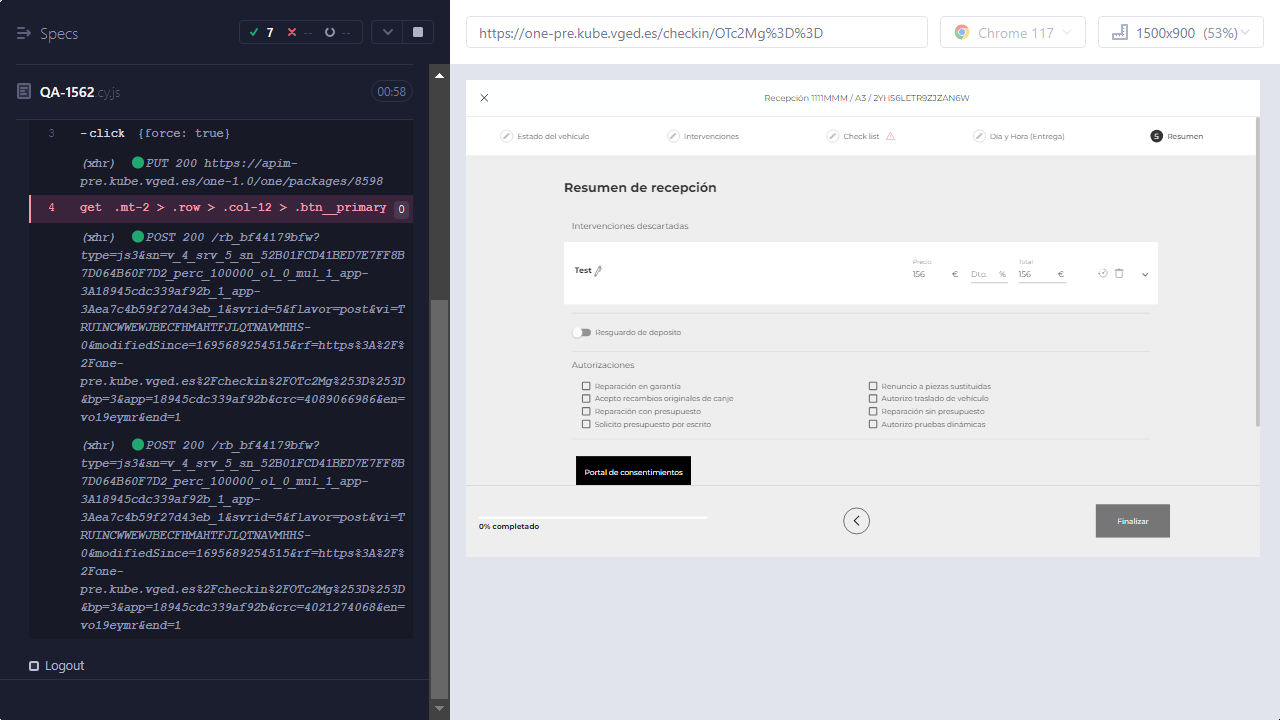 Specs
7
--
--
QA-1562.cy.js
00:58
3 -click {force: true}
(xhr) PUT 200 https://apim-
pre.kube.vged.es/one-1.0/one/packages/8598
4 get .mt-2 > .row > .col-12 > .btn__primary 0
(xhr) POST 200 /rb_bf44179bfw?
type=js3&sn=v_4_srv_5_sn_52B01FCD41BED7E7FF8B
7D064B60F7D2_perc_100000_ol_0_mul_1_app-
3A18945cdc339af92b_1_app-
3Aea7c4b59f27d43eb_1&svrid=5&flavor=post&vi=T
RUINCWWEWJBECFHMAHTFJLQTNAVMHHS-
0&modifiedSince=1695689254515&rf=https%3A%2F%
2Fone-
pre.kube.vged.es%2Fcheckin%2FOTc2Mg%253D%253D
&bp=3&app=18945cdc339af92b&crc=4089066986&en=
vo19eymr&end=1
(xhr) POST 200 /rb_bf44179bfw?
type=js3&sn=v_4_srv_5_sn_52B01FCD41BED7E7FF8B
7D064B60F7D2_perc_100000_ol_0_mul_1_app-
3A18945cdc339af92b_1_app-
3Aea7c4b59f27d43eb_1&svrid=5&flavor=post&vi=T
RUINCWWEWJBECFHMAHTFJLQTNAVMHHS-
0&modifiedSince=1695689254515&rf=https%3A%2F%
2Fone-
pre.kube.vged.es%2Fcheckin%2FOTc2Mg%253D%253D
&bp=3&app=18945cdc339af92b&crc=4021274068&en=
vo19eymr&end=1
Logout
https://one-pre.kube.vged.es/checkin/OTc2Mg%3D%3D
Chrome 117
1500x900 (53%)
Recepción 1111MMM / A3 / 2YHS6LETR9ZJZAN6W
Estado del vehículo
Intervenciones
Check list
Día y Hora (Entrega)
5 Resumen
Resumen de recepción
Intervenciones descartadas
Test
Precio
156 €
Dto. %
Total
156 €
Resguardo de deposito
Autorizaciones
Reparación en garantía
Renuncio a piezas sustituidas
Acepto recambios originales de canje
Autorizo traslado de vehículo
Reparación con presupuesto
Reparación sin presupuesto
Solicito presupuesto por escrito
Autorizo pruebas dinámicas
Portal de consentimientos
0% completado
Finalizar